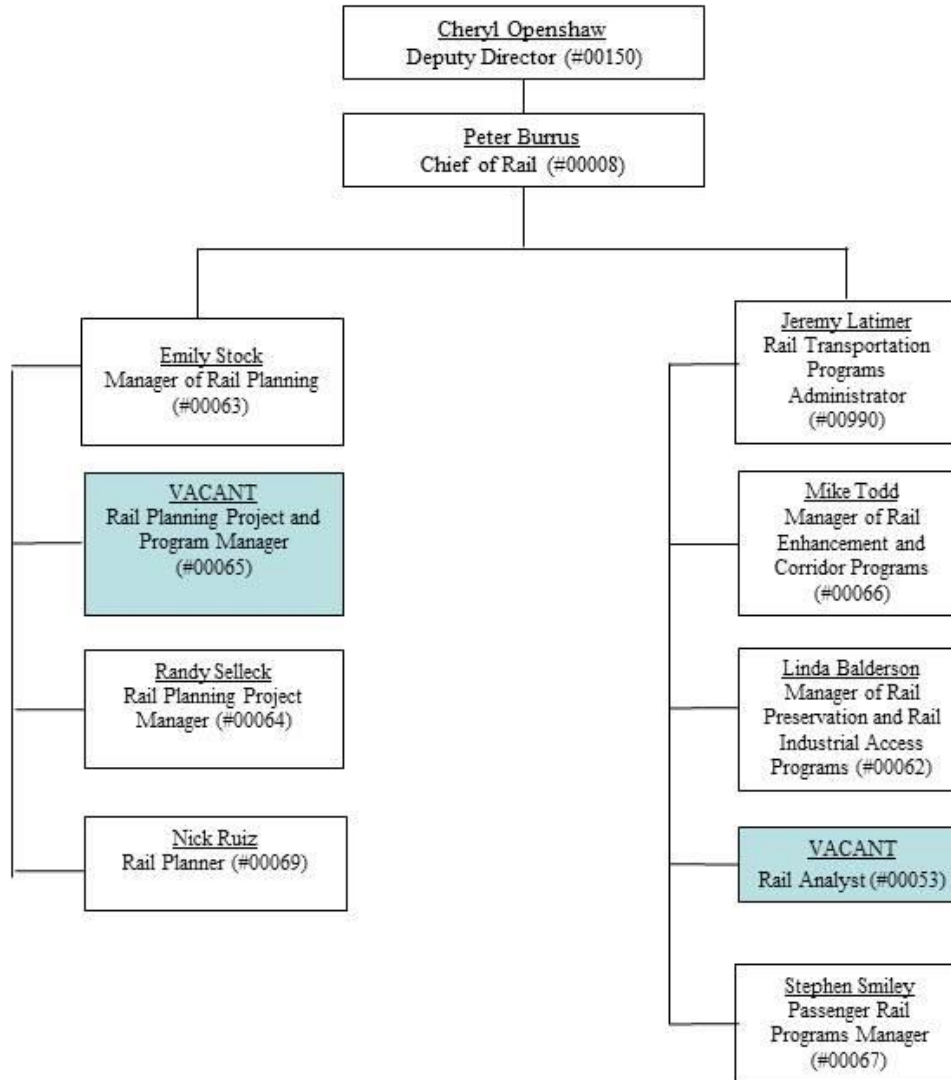 Cheryl Openshaw
Deputy Director (#00150)
Peter Burrus
Chief of Rail (#00008)
Emily Stock
Manager of Rail Planning
(#00063)
VACANT
Rail Planning Project and
Program Manager
(#00065)
Randy Selleck
Rail Planning Project
Manager (#00064)
Nick Ruiz
Rail Planner (#00069)
Jeremy Latimer
Rail Transportation
Programs
Administrator
(#00990)
Mike Todd
Manager of Rail
Enhancement and
Corridor Programs
(#00066)
Linda Balderson
Manager of Rail
Preservation and Rail
Industrial Access
Programs (#00062)
VACANT
Rail Analyst (#00053)
Stephen Smiley
Passenger Rail
Programs Manager
(#00067)